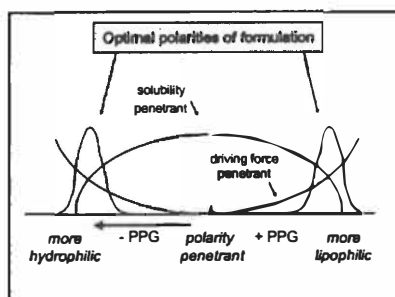 Optimal polarities of formulation
solubility
penetrant
driving force
penetrant
more
hydrophilic
- PPG
polarity
penetrant
+ PPG
more
lipophilic